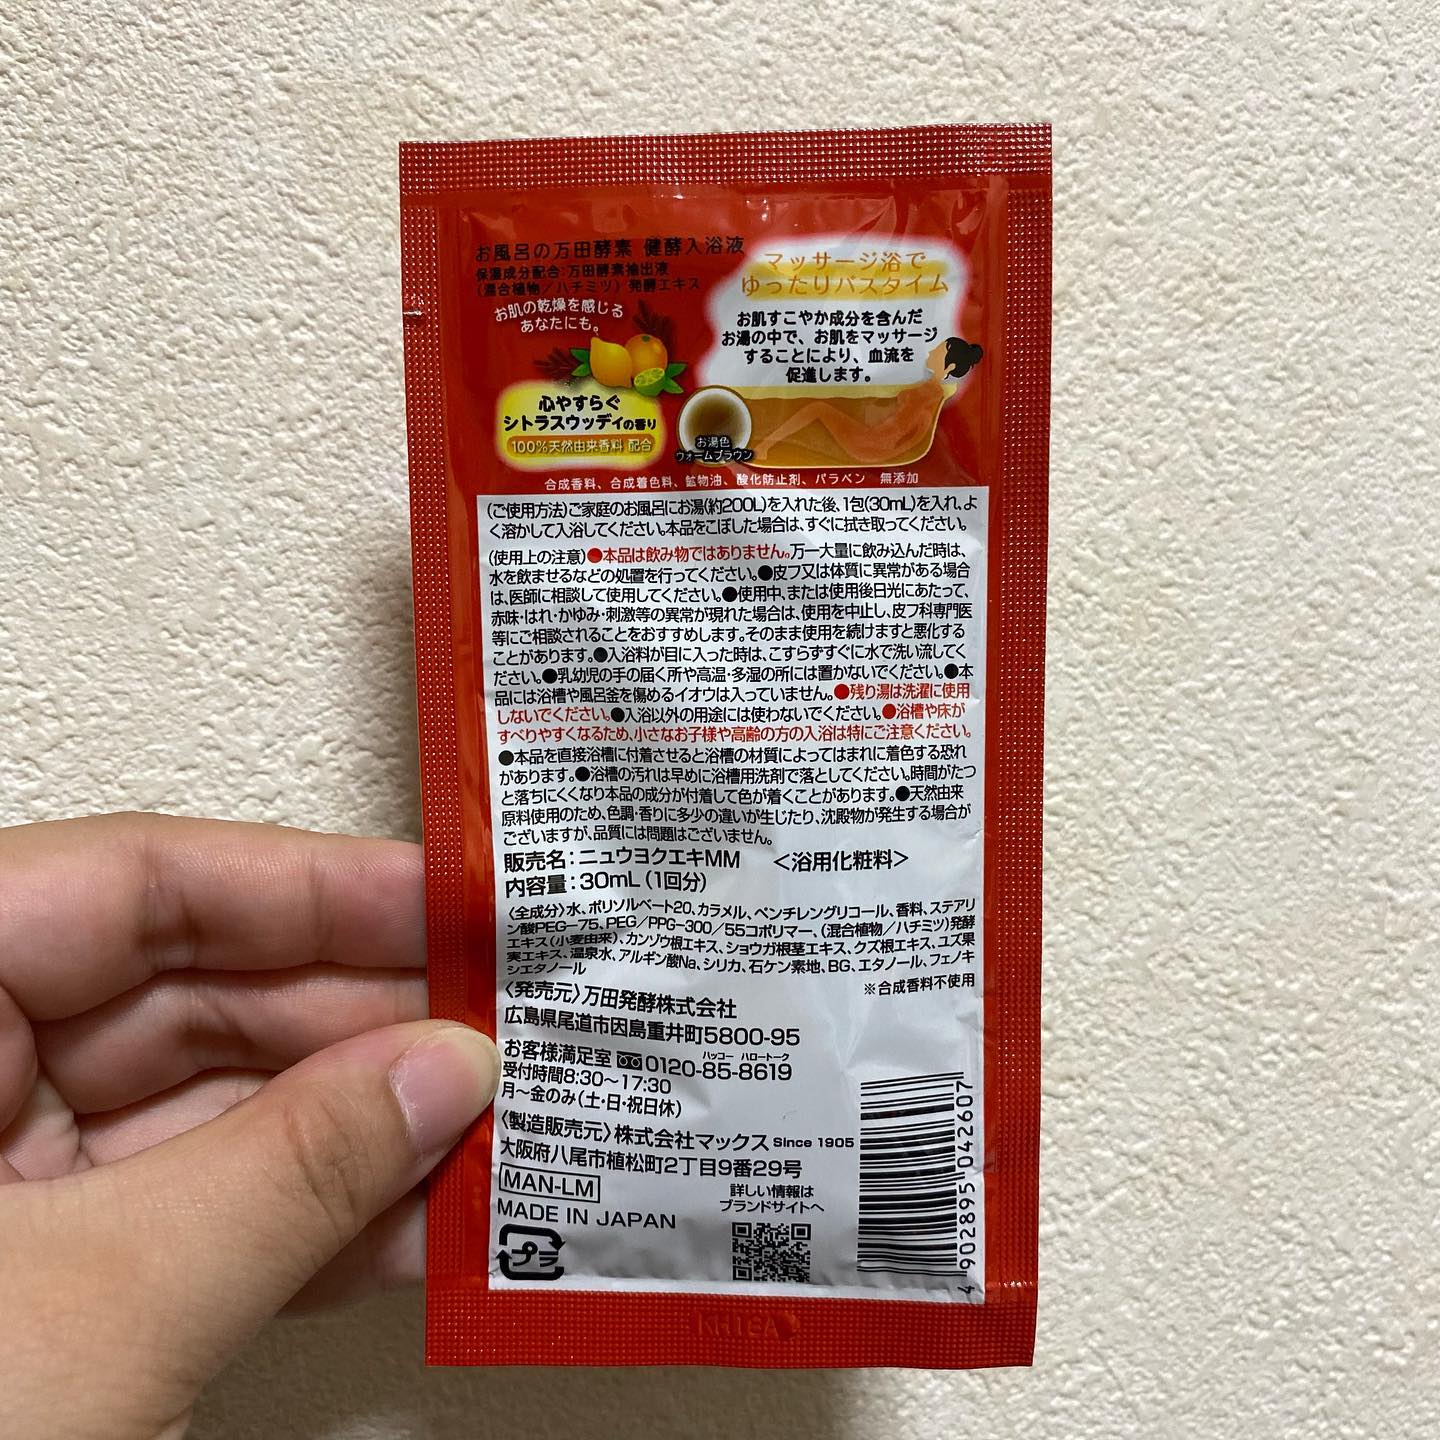 お風呂の万田酵素 健酵入浴液
保湿成分配合:万田酵素抽出液
(混合植物/ハチミツ) 発酵エキス
お肌の乾燥を感じる
あなたにも。
心やすらぐ
シトラスウッディの香り
100%天然由来香料 配合
マッサージ浴で
ゆったりバスタイム
お肌すこやか成分を含んだ
お湯の中で、お肌をマッサージ
することにより、血流を
促進します。
お湯色
ウォームブラウン
合成香料、合成着色料、鉱物油、酸化防止剤、パラベン 無添加
(ご使用方法)ご家庭のお風呂にお湯(約200L)を入れた後、1包(30mL)を入れ、よ
く溶かして入浴してください。本品をこぼした場合は、すぐに拭き取ってください。
(使用上の注意)●本品は飲み物ではありません。万一大量に飲み込んだ時は、
水を飲ませるなどの処置を行ってください。●皮フ又は体質に異常がある場合
は、医師に相談して使用してください。●使用中、または使用後日光にあたって、
赤味・はれ・かゆみ・刺激等の異常が現れた場合は、使用を中止し、皮フ科専門医
等にご相談されることをおすすめします。そのまま使用を続けますと悪化する
ことがあります。●入浴料が目に入った時は、こすらずすぐに水で洗い流してく
ださい。●乳幼児の手の届く所や高温・多湿の所には置かないでください。●本
品には浴槽や風呂釜を傷めるイオウは入っていません。●残り湯は洗濯に使用
しないでください。●入浴以外の用途には使わないでください。●浴槽や床が
すべりやすくなるため、小さなお子様や高齢の方の入浴は特にご注意ください。
●本品を直接浴槽に付着させると浴槽の材質によってはまれに着色する恐れ
があります。●浴槽の汚れは早めに浴槽用洗剤で落としてください。時間がたつ
と落ちにくくなり本品の成分が付着して色が着くことがあります。●天然由来
原料使用のため、色調・香りに多少の違いが生じたり、沈殿物が発生する場合が
ございますが、品質には問題はございません。
販売名:ニュウヨクエキMM <浴用化粧料>
内容量:30mL(1回分)
〈全成分〉水、ポリソルベート20、カラメル、ペンチレングリコール、香料、ステアリ
ン酸PEG-75、PEG/PPG-300/55コポリマー、(混合植物/ハチミツ)発酵
エキス(小麦由来)、カンゾウ根エキス、ショウガ根茎エキス、クズ根エキス、ユズ果
実エキス、温泉水、アルギン酸Na、シリカ、石ケン素地、BG、エタノール、フェノキ
シエタノール
※合成香料不使用
〈発売元〉万田発酵株式会社
広島県尾道市因島重井町5800-95
ハッコー ハロートーク
お客様満足室 0120-85-8619
受付時間8:30〜17:30
月〜金のみ(土・日・祝日休)
〈製造販売元〉株式会社マックス Since 1905
大阪府八尾市植松町2丁目9番29号
MAN-LM
MADE IN JAPAN
プラ
詳しい情報は
ブランドサイトへ
4 902895 042607